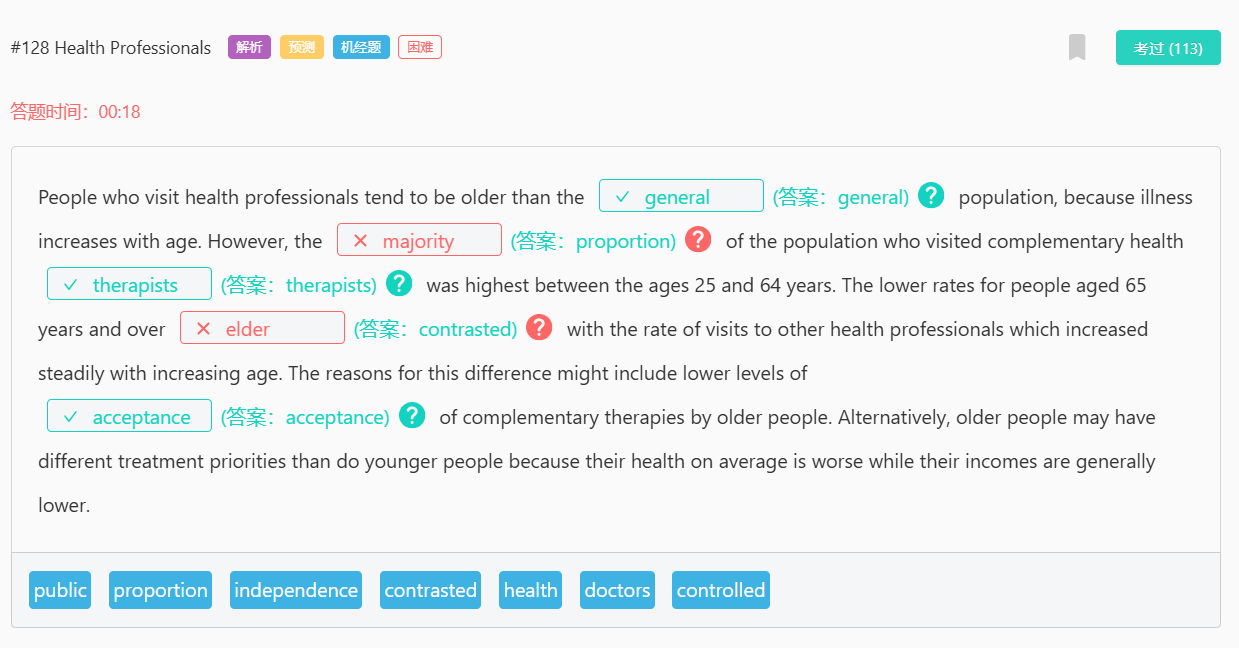 #128 Health Professionals 解析 预测 机经题 困难 考过 (113)
答题时间：00:18
People who visit health professionals tend to be older than the general (答案：general) ? population, because illness
increases with age. However, the majority (答案：proportion) ? of the population who visited complementary health
therapists (答案：therapists) ? was highest between the ages 25 and 64 years. The lower rates for people aged 65
years and over elder (答案：contrasted) ? with the rate of visits to other health professionals which increased
steadily with increasing age. The reasons for this difference might include lower levels of
acceptance (答案：acceptance) ? of complementary therapies by older people. Alternatively, older people may have
different treatment priorities than do younger people because their health on average is worse while their incomes are generally
lower.
public proportion independence contrasted health doctors controlled